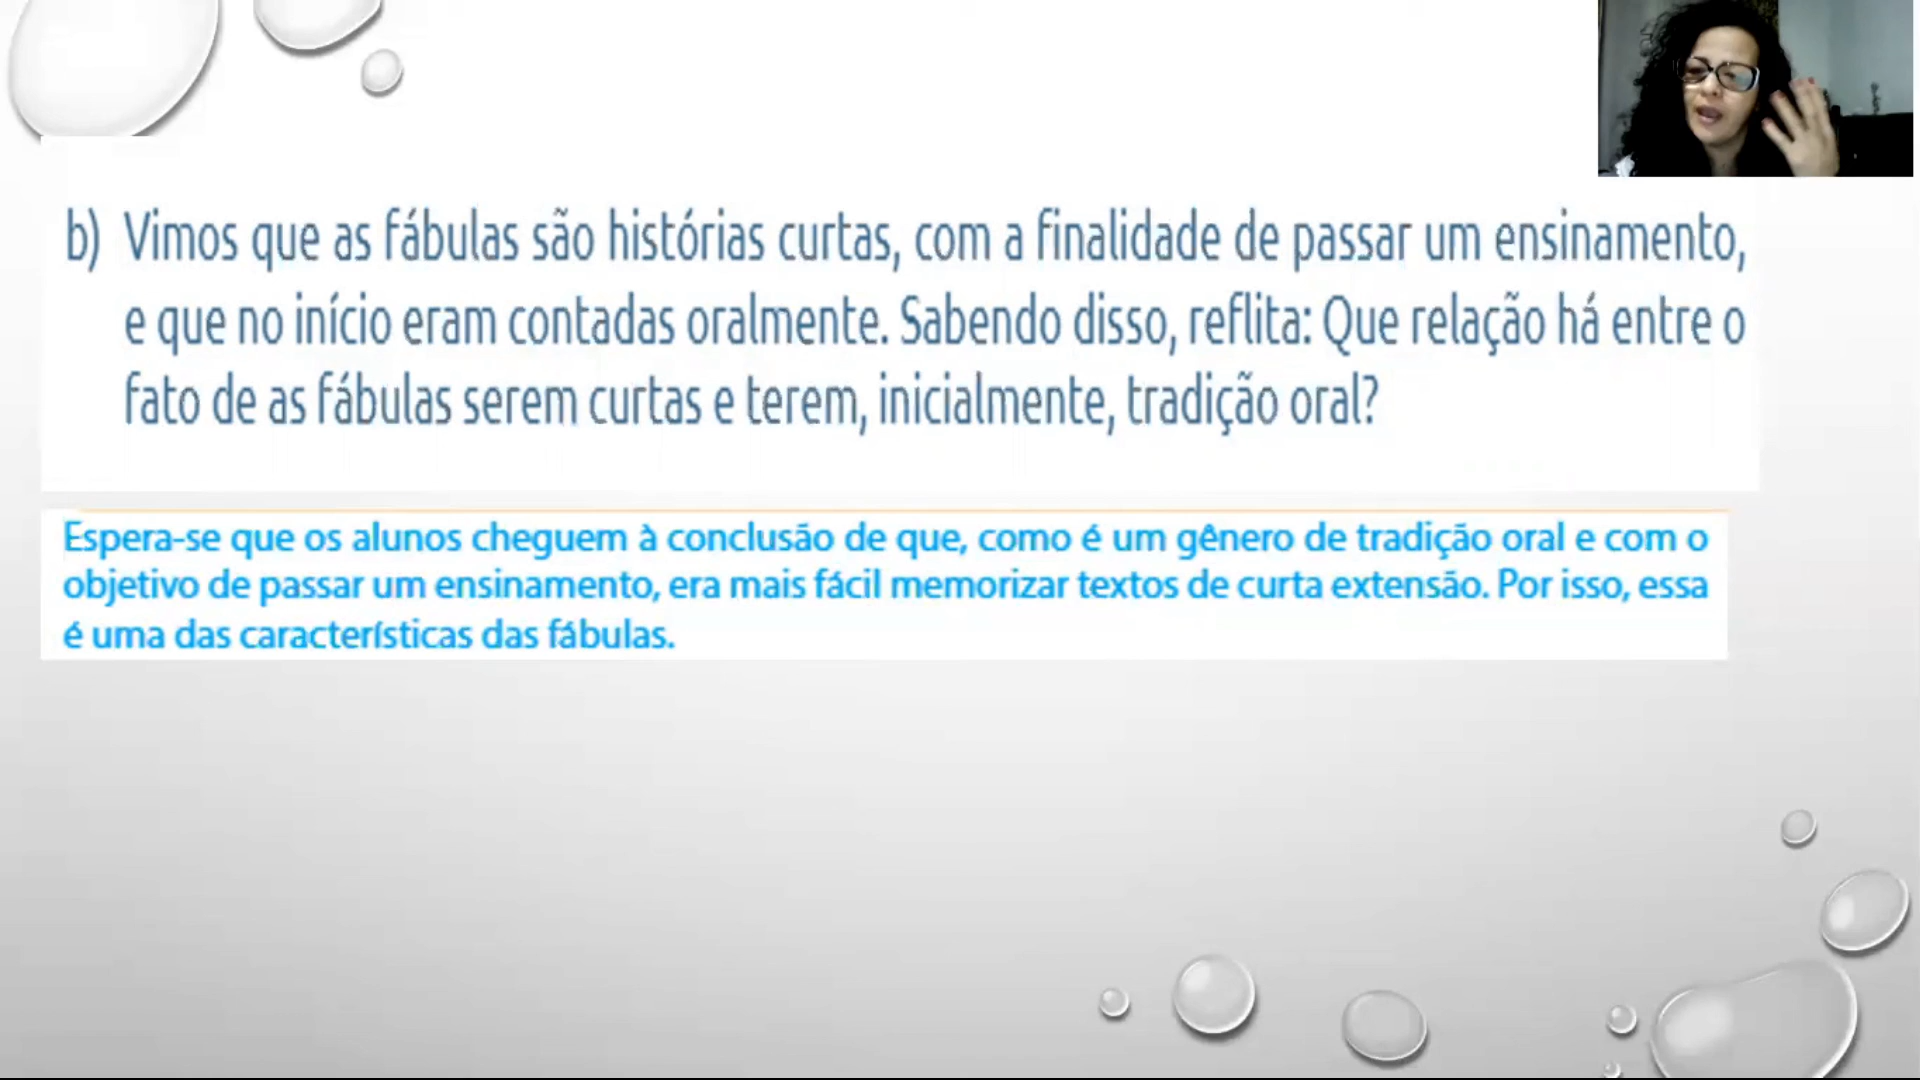 b) Vimos que as fábulas são histórias curtas, com a finalidade de passar um ensinamento,
e que no início eram contadas oralmente. Sabendo disso, reflita: Que relação há entre o
fato de as fábulas serem curtas e terem, inicialmente, tradição oral?
Espera-se que os alunos cheguem à conclusão de que, como é um gênero de tradição oral e com o
objetivo de passar um ensinamento, era mais fácil memorizar textos de curta extensão. Por isso, essa
é uma das características das fábulas.